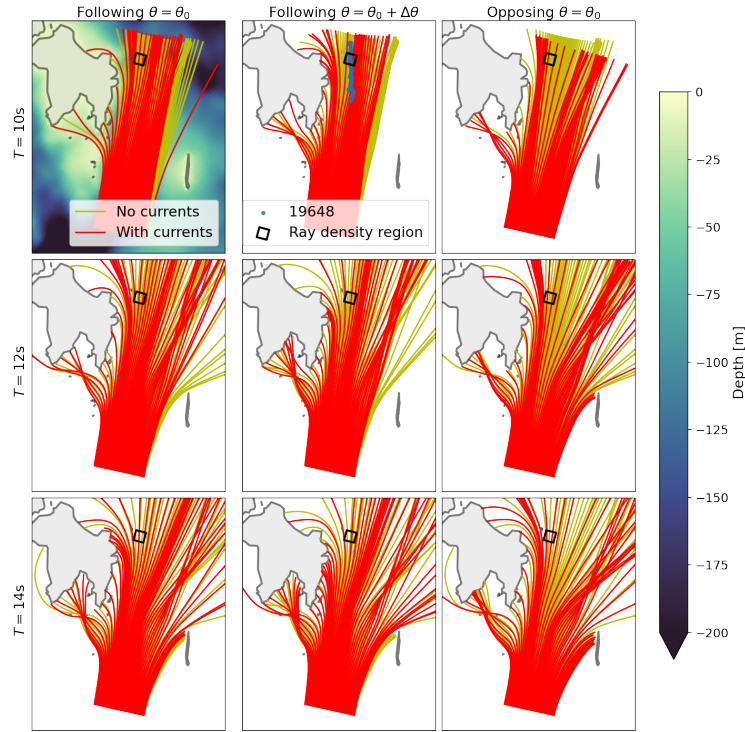 Following θ = θ₀
Following θ = θ₀ + Δθ
Opposing θ = θ₀
T = 10s
No currents
With currents
19648
Ray density region
T = 12s
T = 14s
0
−25
−50
−75
−100
−125
−150
−175
−200
Depth [m]